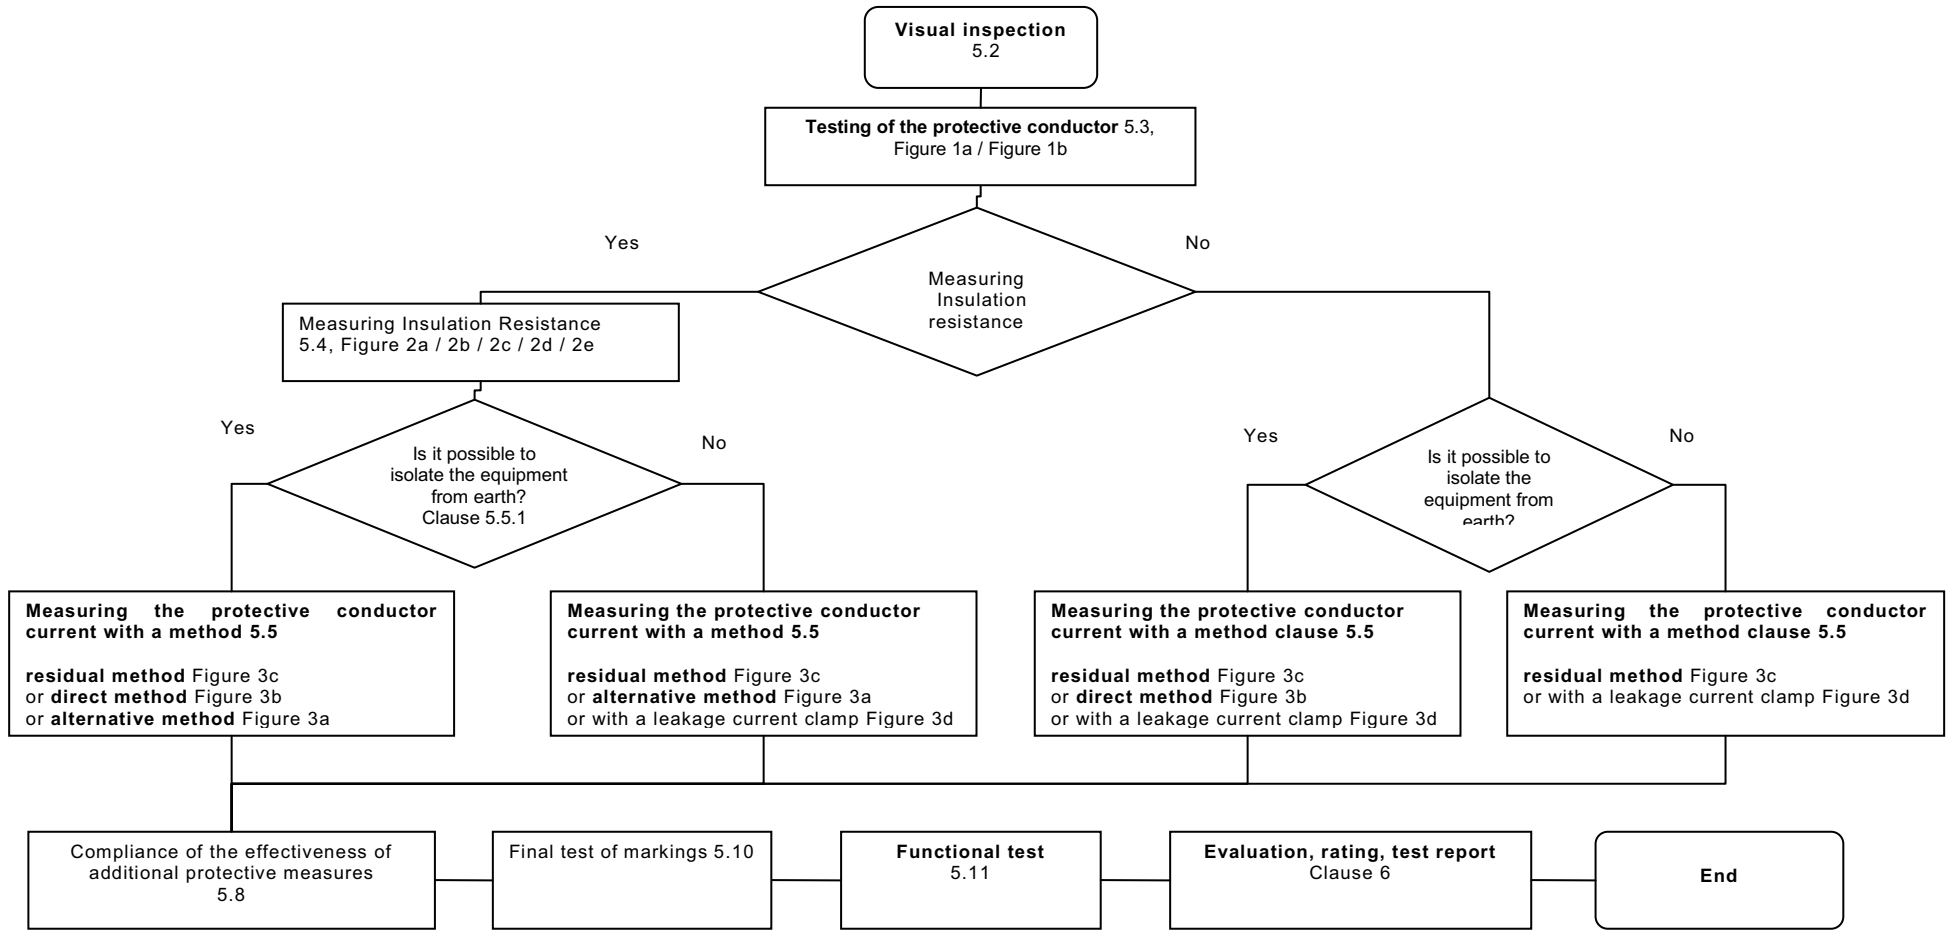 Visual inspection
5.2
Testing of the protective conductor 5.3,
Figure 1a / Figure 1b
Yes
No
Measuring
Insulation
resistance
Measuring Insulation Resistance
5.4, Figure 2a / 2b / 2c / 2d / 2e
Yes
No
Is it possible to
isolate the equipment
from earth?
Clause 5.5.1
Yes
No
Is it possible to
isolate the
equipment from
earth?
Measuring the protective conductor
current with a method 5.5
residual method Figure 3c
or direct method Figure 3b
or alternative method Figure 3a
Measuring the protective conductor
current with a method 5.5
residual method Figure 3c
or alternative method Figure 3a
or with a leakage current clamp Figure 3d
Measuring the protective conductor
current with a method clause 5.5
residual method Figure 3c
or direct method Figure 3b
or with a leakage current clamp Figure 3d
Measuring the protective conductor
current with a method clause 5.5
residual method Figure 3c
or with a leakage current clamp Figure 3d
Compliance of the effectiveness of
additional protective measures
5.8
Final test of markings 5.10
Functional test
5.11
Evaluation, rating, test report
Clause 6
End